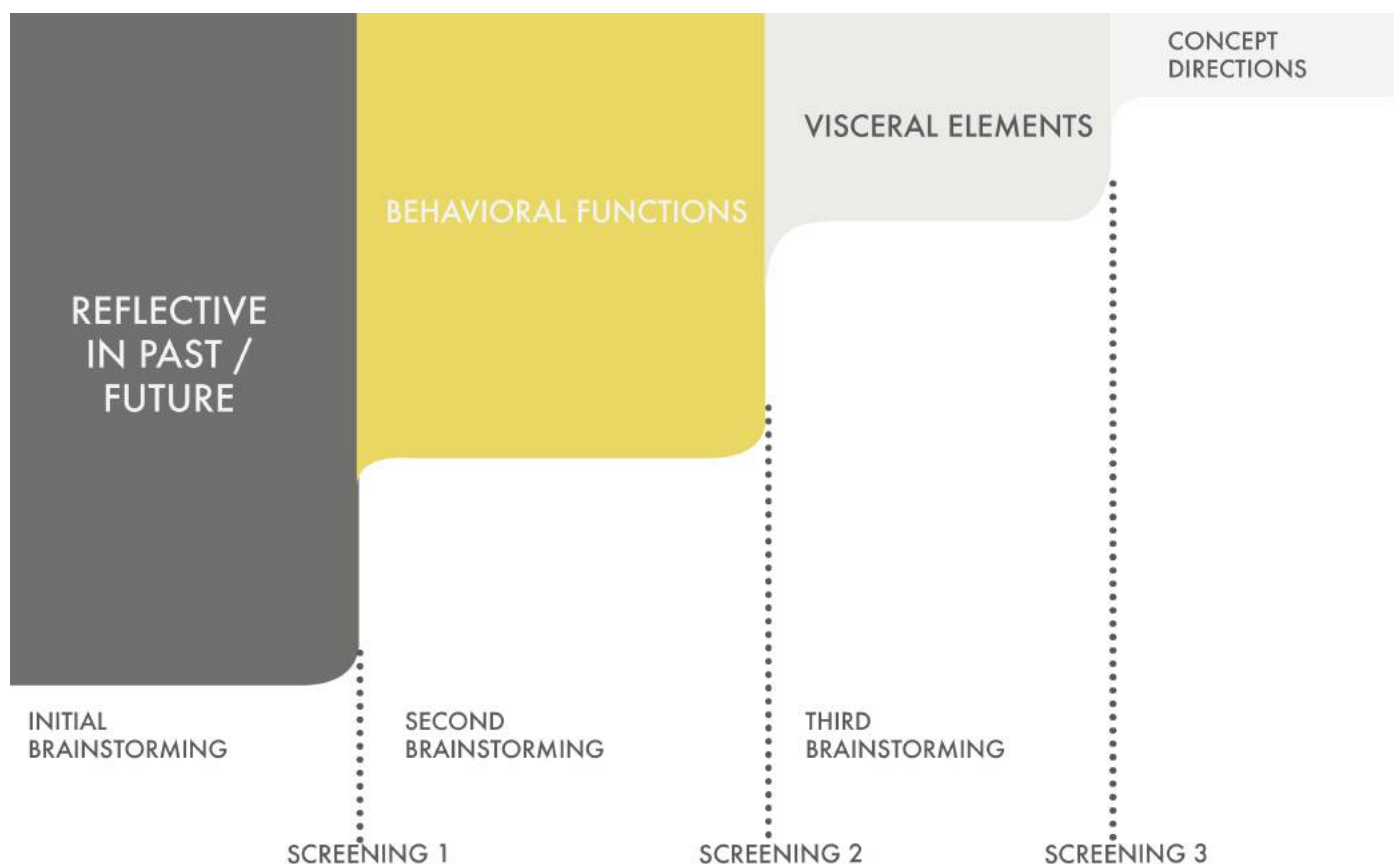 REFLECTIVE
IN PAST /
FUTURE
BEHAVIORAL FUNCTIONS
VISCERAL ELEMENTS
CONCEPT
DIRECTIONS
INITIAL
BRAINSTORMING
SECOND
BRAINSTORMING
THIRD
BRAINSTORMING
SCREENING 1
SCREENING 2
SCREENING 3